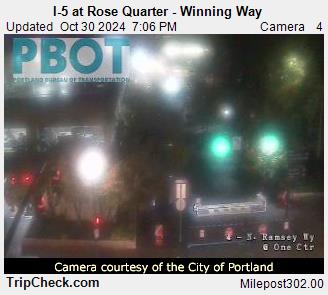 I-5 at Rose Quarter - Winning Way
Updated Oct 30 2024 7:06 PM Camera 4
PBOT
PORTLAND BUREAU OF TRANSPORTATION
4 - N. Ramsey Wy
@ One Ctr
Camera courtesy of the City of Portland
TripCheck.com Milepost302.00